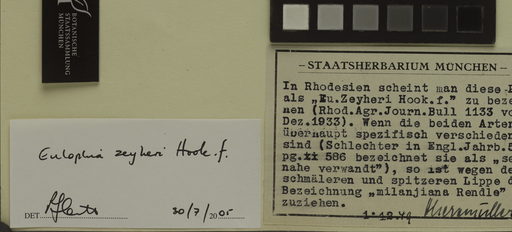 BOTANISCHE
STAATSSAMMLUNG
MÜNCHEN
Eulophia zeyheri Hook.f.
DET.
30/7/2005
– STAATSHERBARIUM MÜNCHEN –
In Rhodesien scheint man diese
als „Eu.Zeyheri Hook.f." zu beze
nen (Rhod.Agr.Journ.Bull 1133 vo
Dez.1933). Wenn die beiden Arten
überhaupt spezifisch verschieden
sind (Schlechter in Engl.Jahrb.5
pg. 586 bezeichnet sie als „se
nahe verwandt"), so ist wegen de
schmäleren und spitzeren Lippe d
Bezeichnung „milanjiana Rendle"
zuziehen.
1.12.49